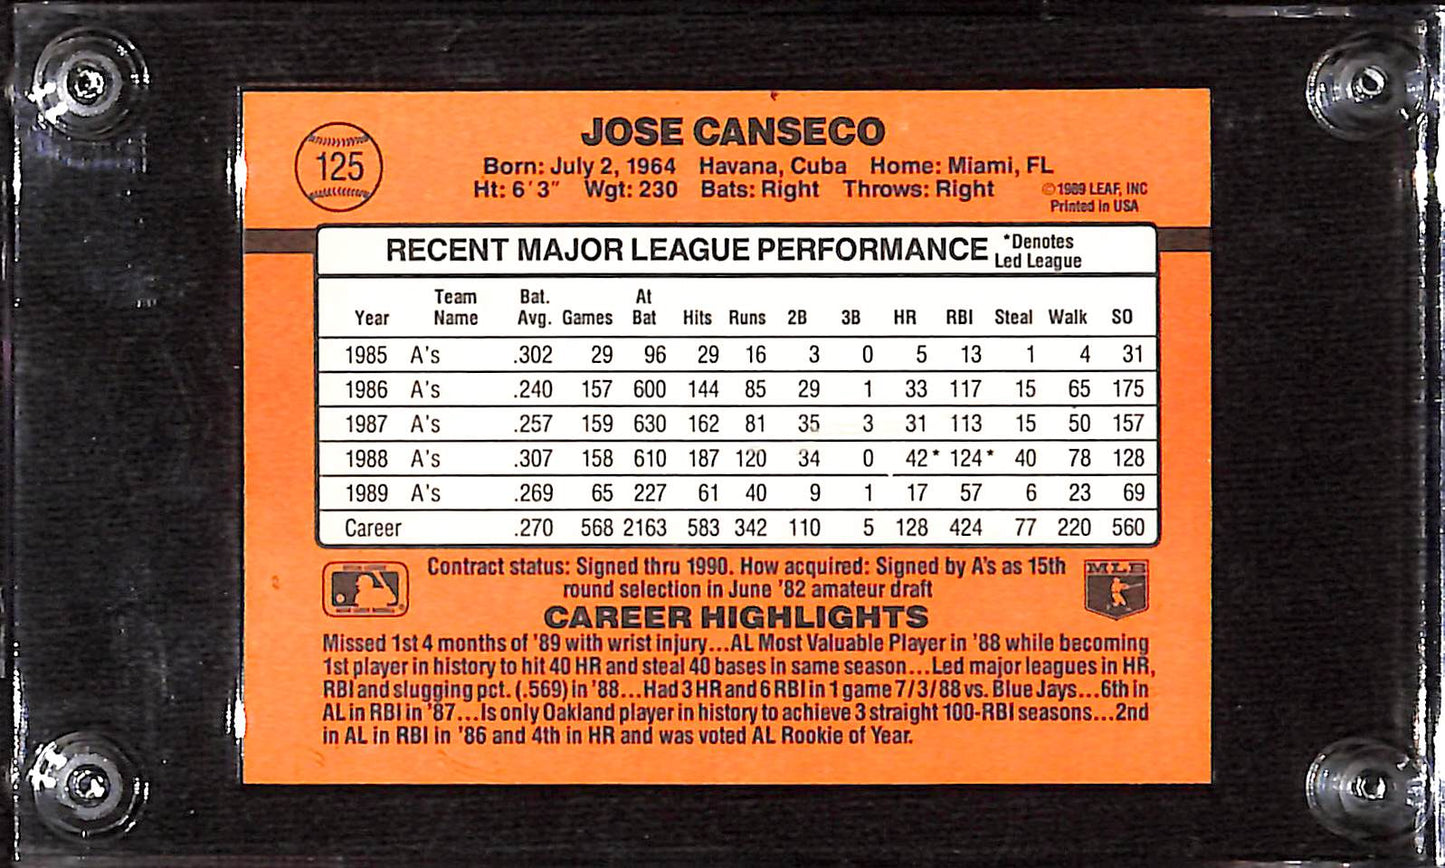 JOSE CANSECO
125
Born: July 2, 1964 Havana, Cuba Home: Miami, FL
Ht: 6'3" Wgt: 230 Bats: Right Throws: Right
©1989 LEAF, INC
Printed in USA
RECENT MAJOR LEAGUE PERFORMANCE
*Denotes
Led League
Year Team Name Bat. Avg. Games At Bat Hits Runs 2B 3B HR RBI Steal Walk SO
1985 A's .302 29 96 29 16 3 0 5 13 1 4 31
1986 A's .240 157 600 144 85 29 1 33 117 15 65 175
1987 A's .257 159 630 162 81 35 3 31 113 15 50 157
1988 A's .307 158 610 187 120 34 0 42* 124* 40 78 128
1989 A's .269 65 227 61 40 9 1 17 57 6 23 69
Career .270 568 2163 583 342 110 5 128 424 77 220 560
Contract status: Signed thru 1990. How acquired: Signed by A's as 15th
round selection in June '82 amateur draft
MLB
CAREER HIGHLIGHTS
Missed 1st 4 months of '89 with wrist injury...AL Most Valuable Player in '88 while becoming
1st player in history to hit 40 HR and steal 40 bases in same season...Led major leagues in HR,
RBI and slugging pct. (.569) in '88...Had 3 HR and 6 RBI in 1 game 7/3/88 vs. Blue Jays...6th in
AL in RBI in '87...Is only Oakland player in history to achieve 3 straight 100-RBI seasons...2nd
in AL in RBI in '86 and 4th in HR and was voted AL Rookie of Year.